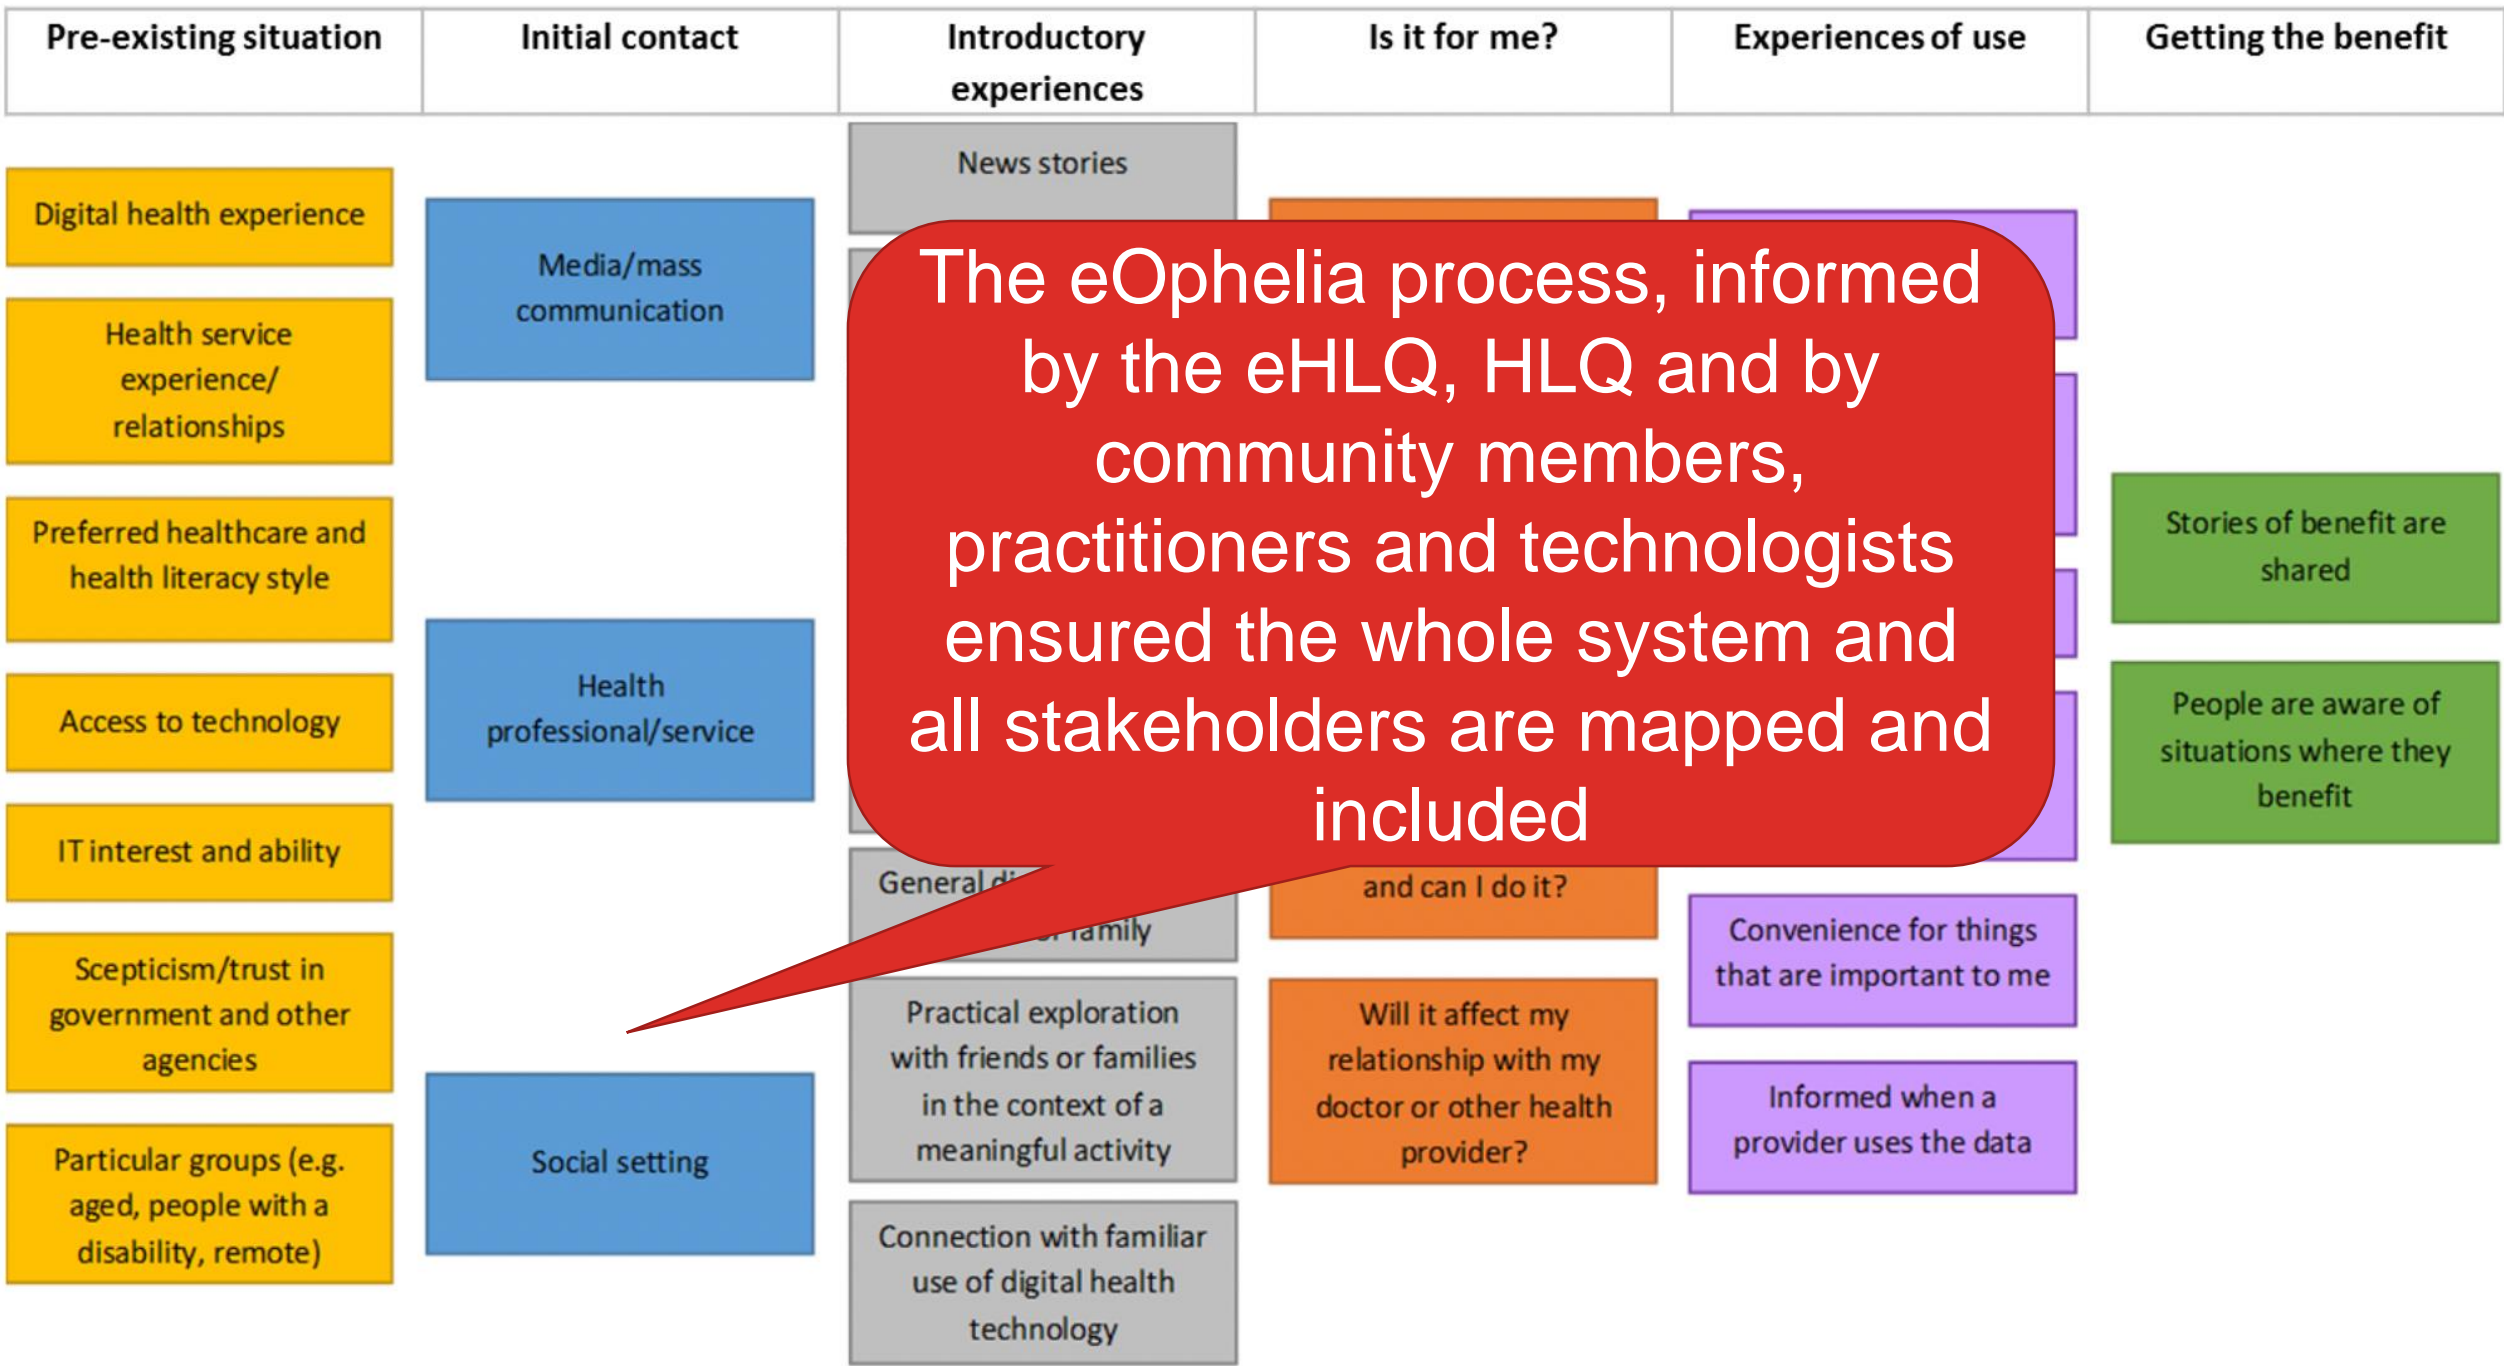 Pre-existing situation
Initial contact
Introductory
experiences
Is it for me?
Experiences of use
Getting the benefit
Digital health experience
Health service
experience/
relationships
Preferred healthcare and
health literacy style
Access to technology
IT interest and ability
Scepticism/trust in
government and other
agencies
Particular groups (e.g.
aged, people with a
disability, remote)
Media/mass
communication
Health
professional/service
Social setting
News stories
The eOphelia process, informed
by the eHLQ, HLQ and by
community members,
practitioners and technologists
ensured the whole system and
all stakeholders are mapped and
included
General
family
Practical exploration
with friends or families
in the context of a
meaningful activity
Connection with familiar
use of digital health
technology
and can I do it?
Will it affect my
relationship with my
doctor or other health
provider?
Convenience for things
that are important to me
Informed when a
provider uses the data
Stories of benefit are
shared
People are aware of
situations where they
benefit